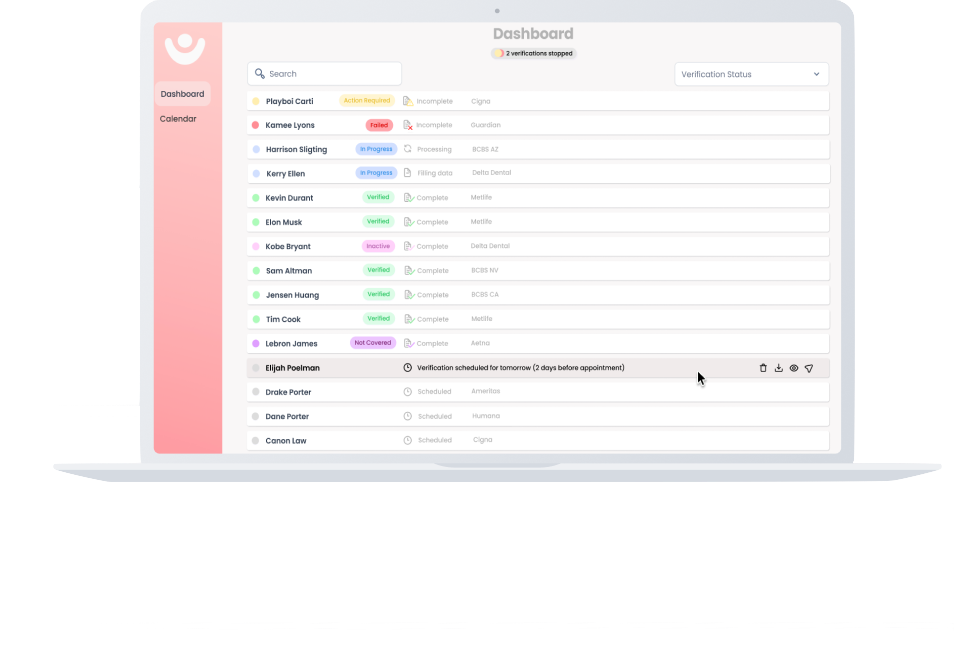 Dashboard
2 verifications stopped
Search
Verification Status
Dashboard
Calendar
Playboi Carti Action Required Incomplete Cigna
Kamee Lyons Failed Incomplete Guardian
Harrison Sligting In Progress Processing BCBS AZ
Kerry Ellen In Progress Filling data Delta Dental
Kevin Durant Verified Complete Metlife
Elon Musk Verified Complete Metlife
Kobe Bryant Inactive Complete Delta Dental
Sam Altman Verified Complete BCBS NV
Jensen Huang Verified Complete BCBS CA
Tim Cook Verified Complete Metlife
Lebron James Not Covered Complete Aetna
Elijah Poelman Verification scheduled for tomorrow (2 days before appointment)
Drake Porter Scheduled Ameritas
Dane Porter Scheduled Humana
Canon Law Scheduled Cigna